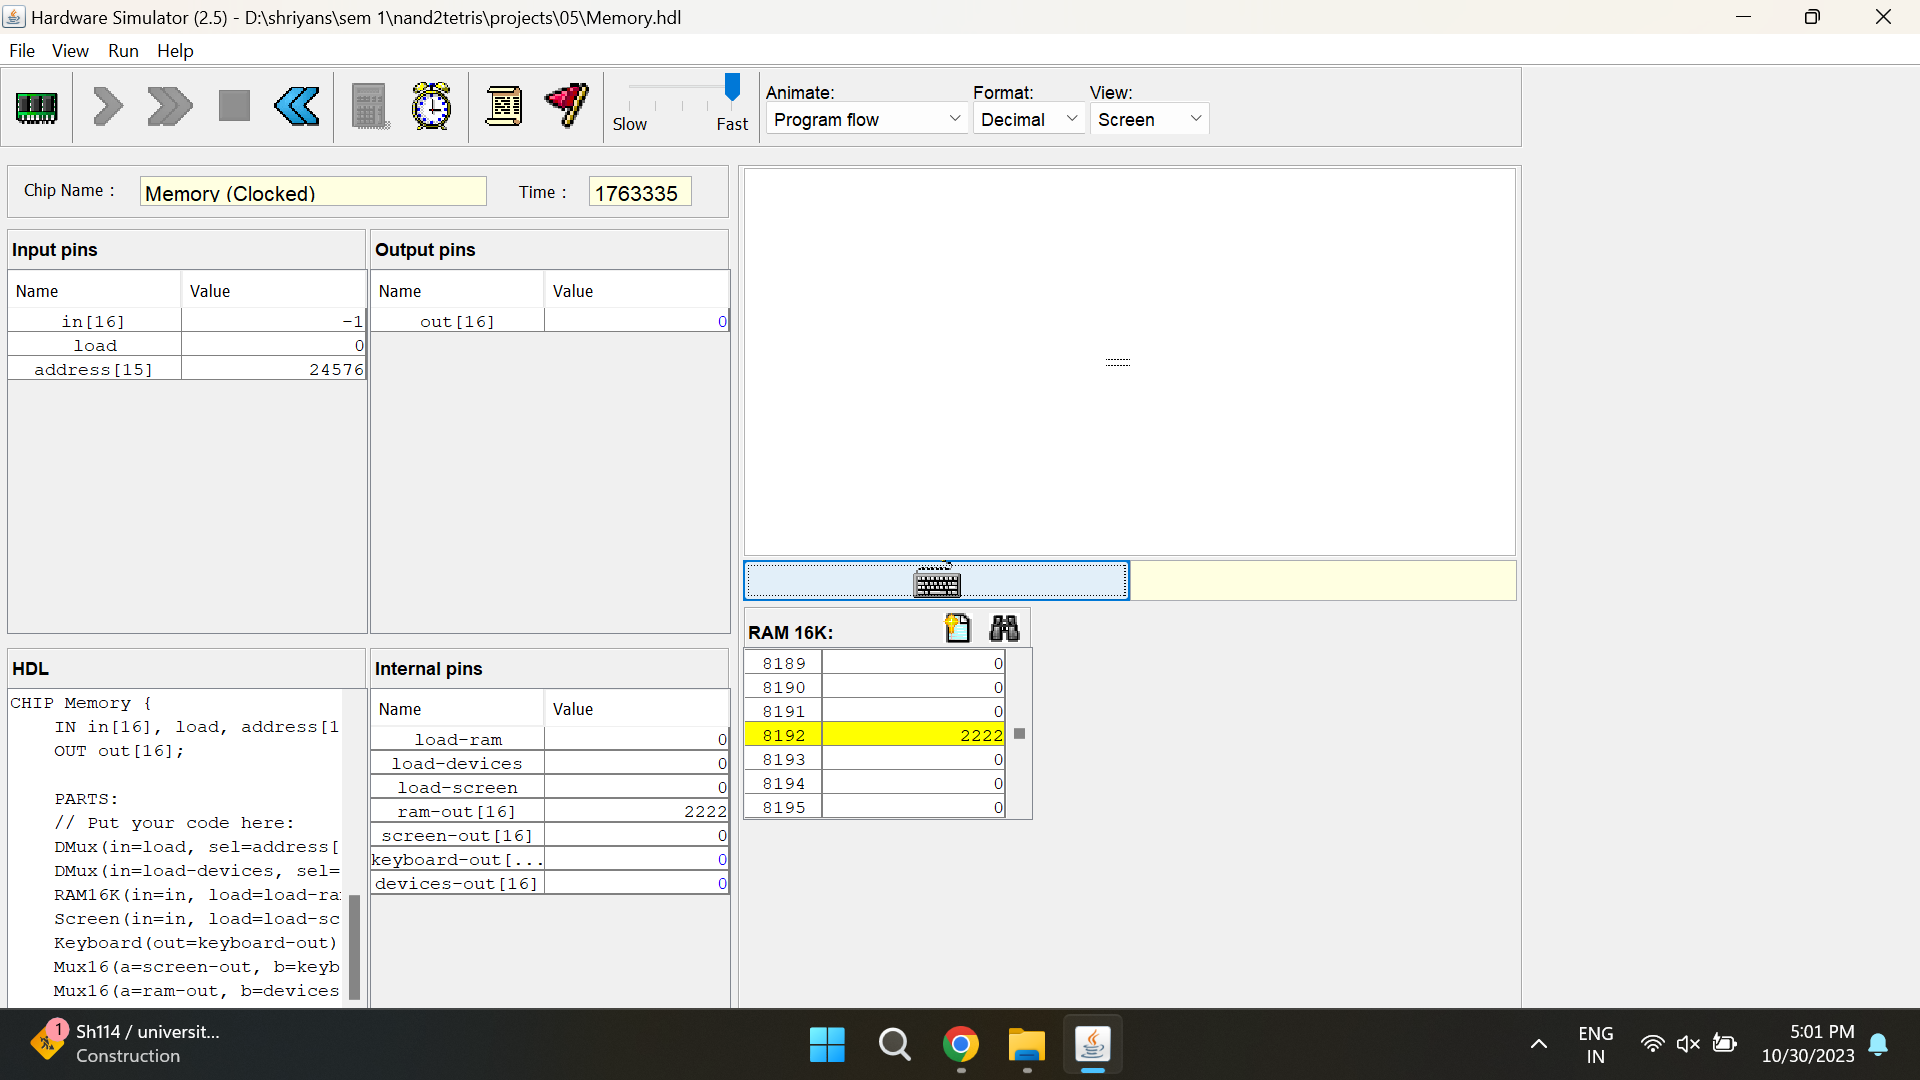 Hardware Simulator (2.5) - D:\shriyans\sem 1\nand2tetris\projects\05\Memory.hdl
File View Run Help
Slow Fast
Animate:
Program flow
Format:
Decimal
View:
Screen
Chip Name :
Memory (Clocked)
Time :
1763335
Input pins
Name Value
in[16] -1
load 0
address[15] 24576
Output pins
Name Value
out[16] 0
HDL
CHIP Memory {
IN in[16], load, address[1
OUT out[16];
PARTS:
// Put your code here:
DMux(in=load, sel=address[
DMux(in=load-devices, sel=
RAM16K(in=in, load=load-ra
Screen(in=in, load=load-sc
Keyboard(out=keyboard-out)
Mux16(a=screen-out, b=keyb
Mux16(a=ram-out, b=devices
Internal pins
Name Value
load-ram 0
load-devices 0
load-screen 0
ram-out[16] 2222
screen-out[16] 0
keyboard-out[... 0
devices-out[16] 0
RAM 16K:
8189 0
8190 0
8191 0
8192 2222
8193 0
8194 0
8195 0
1
Sh114 / universit...
Construction
ENG
IN
5:01 PM
10/30/2023